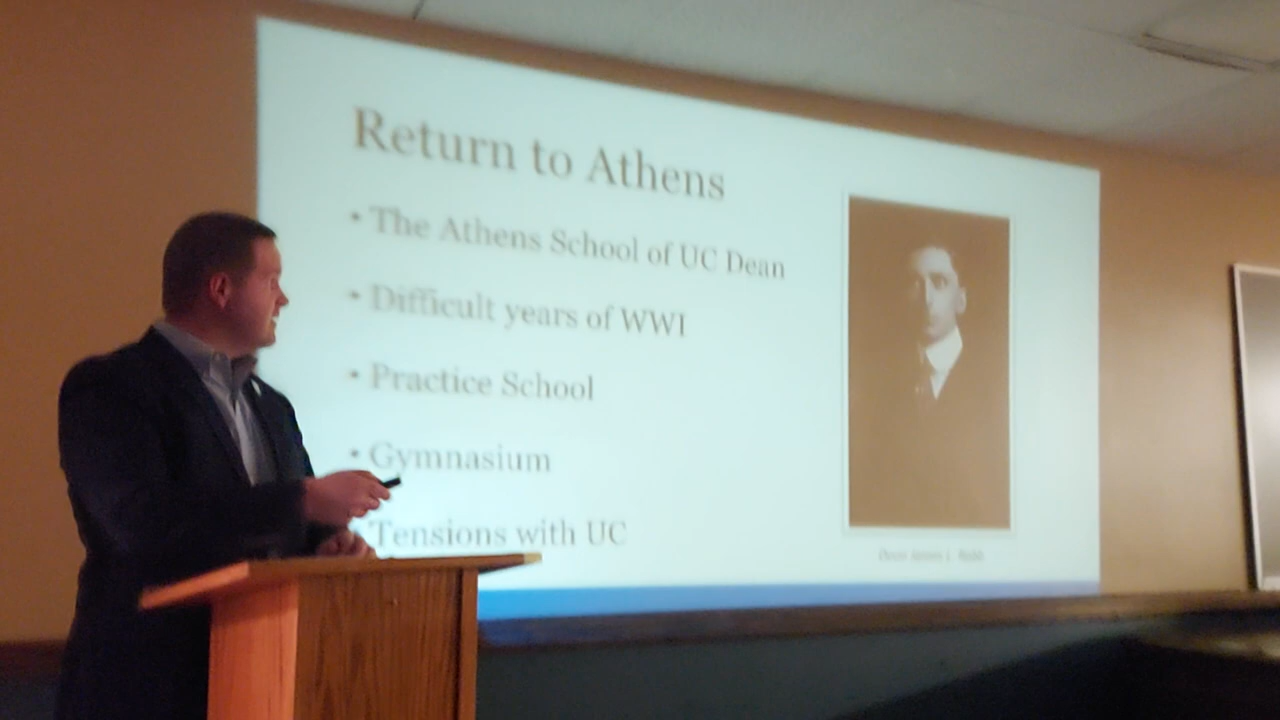 Return to Athens
• The Athens School of UC Dean
• Difficult years of WWI
• Practice School
• Gymnasium
• Tensions with UC
Dean